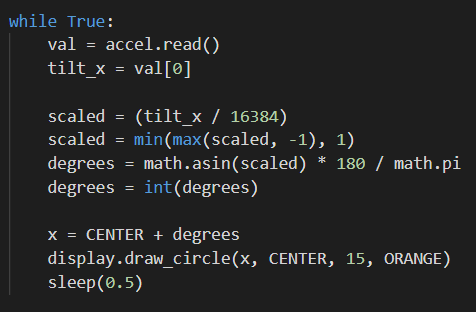 while True:
    val = accel.read()
    tilt_x = val[0]
    scaled = (tilt_x / 16384)
    scaled = min(max(scaled, -1), 1)
    degrees = math.asin(scaled) * 180 / math.pi
    degrees = int(degrees)
    x = CENTER + degrees
    display.draw_circle(x, CENTER, 15, ORANGE)
    sleep(0.5)